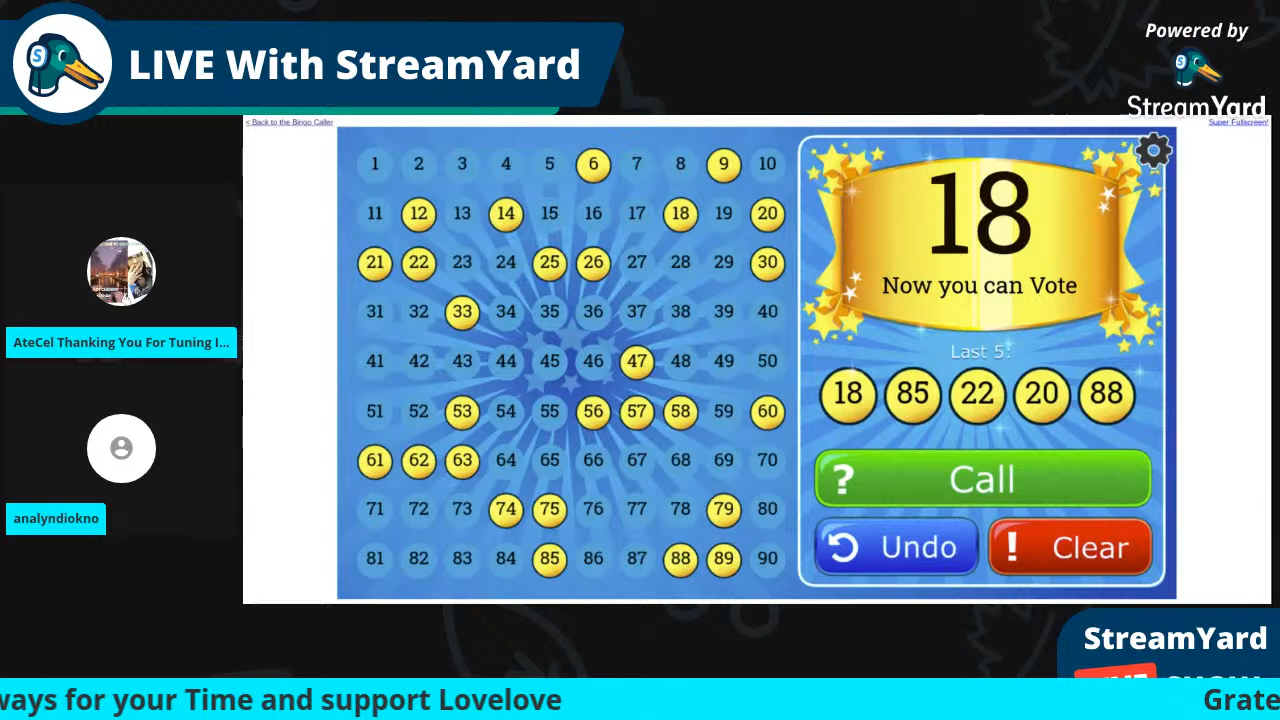 LIVE With StreamYard
Powered by
StreamYard
< Back to the Bingo Caller
Super Fullscreen!
1 2 3 4 5 6 7 8 9 10
11 12 13 14 15 16 17 18 19 20
21 22 23 24 25 26 27 28 29 30
31 32 33 34 35 36 37 38 39 40
41 42 43 44 45 46 47 48 49 50
51 52 53 54 55 56 57 58 59 60
61 62 63 64 65 66 67 68 69 70
71 72 73 74 75 76 77 78 79 80
81 82 83 84 85 86 87 88 89 90
18
Now you can Vote
Last 5:
18 85 22 20 88
? Call
Undo
! Clear
AteCel Thanking You For Tuning I...
analyndiokno
StreamYard
ways for your Time and support Lovelove
Grate